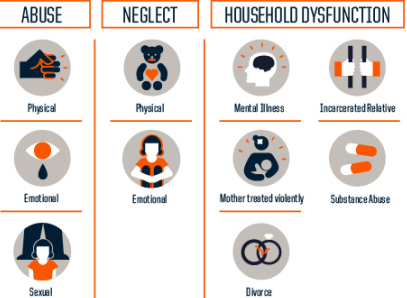 ABUSE
NEGLECT
HOUSEHOLD DYSFUNCTION
Physical
Physical
Mental Illness
Incarcerated Relative
Emotional
Emotional
Mother treated violently
Substance Abuse
Sexual
Divorce